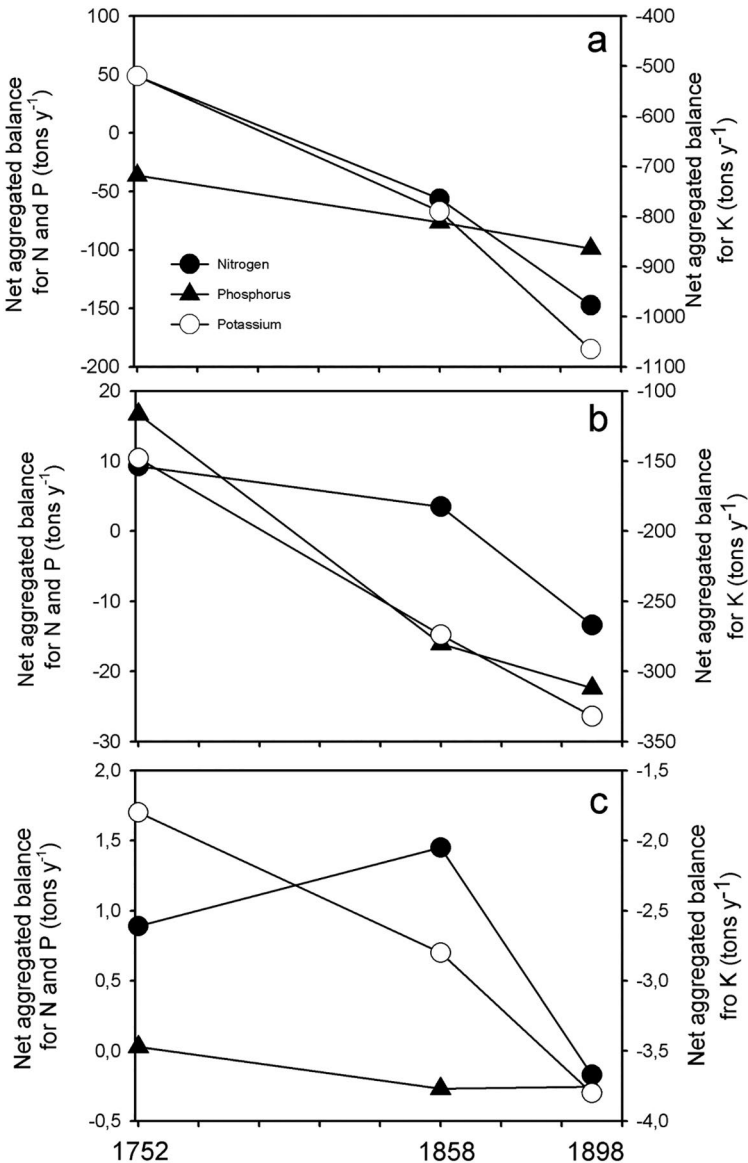 Net aggregated balance
for N and P (tons y-1)
100
50
0
-50
-100
-150
-200
a
Nitrogen
Phosphorus
Potassium
-400
-500
-600
-700
-800
-900
-1000
-1100
Net aggregated balance
for K (tons y-1)
Net aggregated balance
for N and P (tons y-1)
20
10
0
-10
-20
-30
b
-100
-150
-200
-250
-300
-350
Net aggregated balance
for K (tons y-1)
Net aggregated balance
for N and P (tons y-1)
2,0
1,5
1,0
0,5
0,0
-0,5
c
-1,5
-2,0
-2,5
-3,0
-3,5
-4,0
Net aggregated balance
fro K (tons y-1)
1752 1858 1898